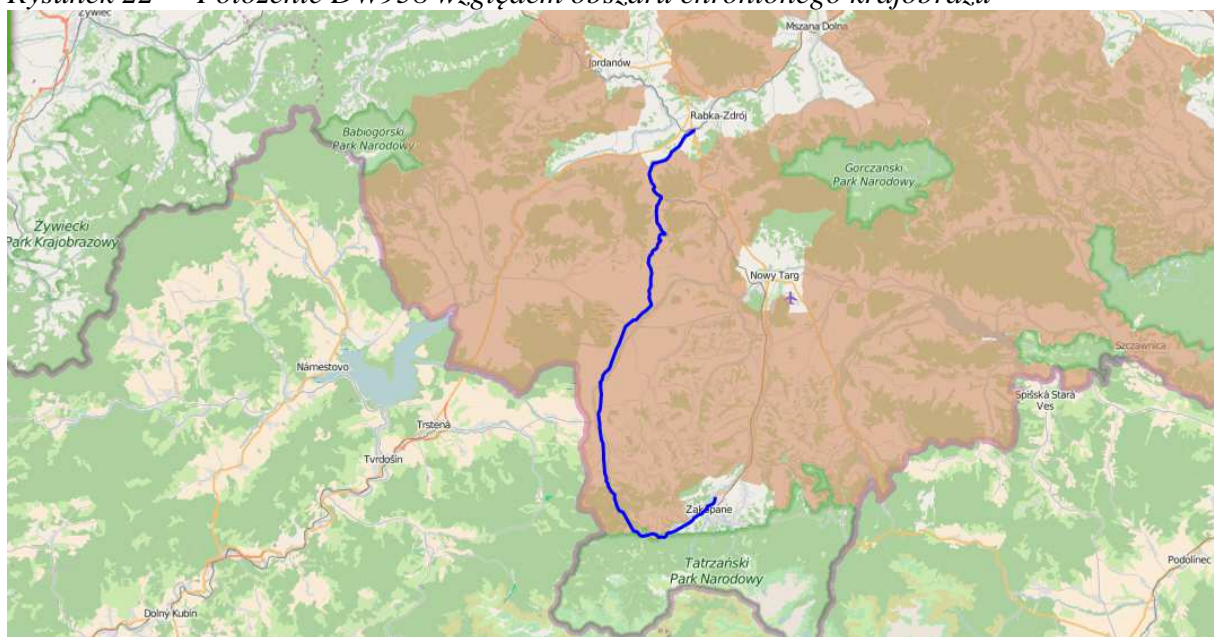 Rysunek 22 Położenie DW958 względem obszaru chronionego krajobrazu
Żywiec
Mszana Dolna
Jordanów
Rabka-Zdrój
Babiogórski
Park Narodowy
Gorczański
Park Narodowy
Żywiecki
Park Krajobrazowy
Nowy Targ
Szczawnica
Námestovo
Spišská Stará
Ves
Trstená
Tvrdošín
Zakopane
Tatrzański
Park Narodowy
Podolínec
Dolný Kubín